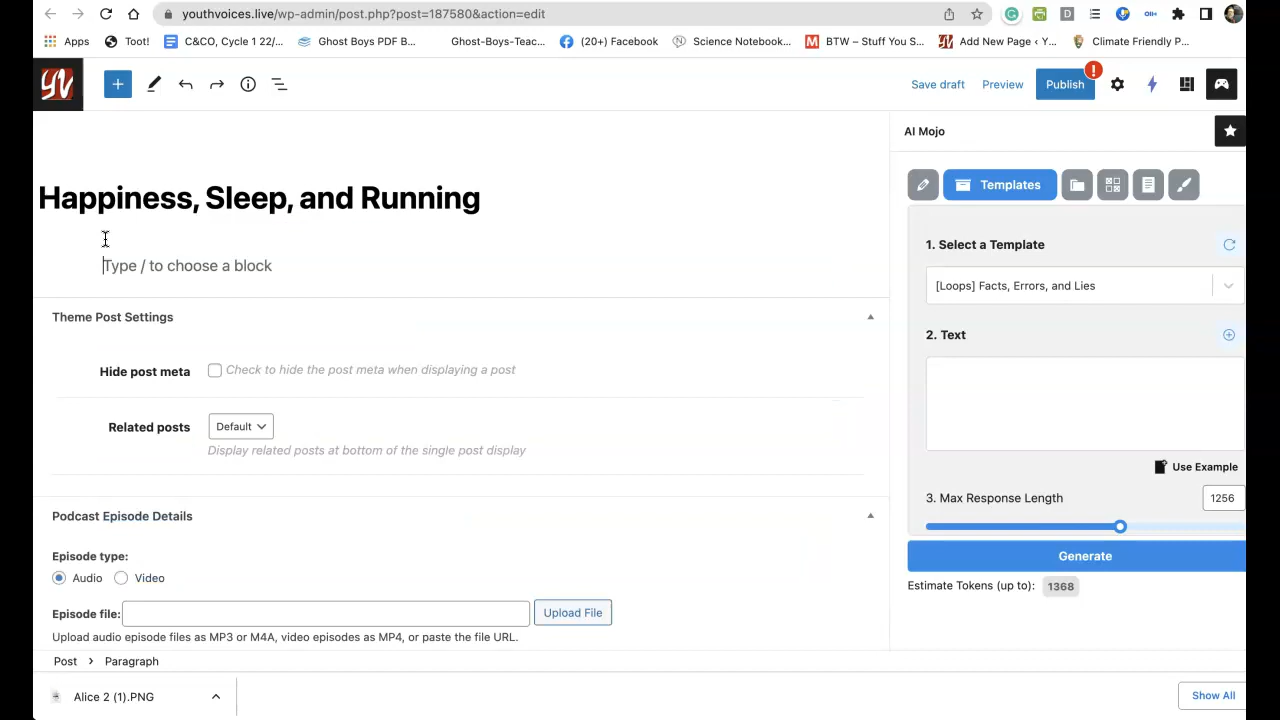 youthvoices.live/wp-admin/post.php?post=187580&action=edit
Apps Toot! C&CO, Cycle 1 22/... Ghost Boys PDF B... Ghost-Boys-Teac... (20+) Facebook Science Notebook... BTW – Stuff You S... Add New Page ‹ Y... Climate Friendly P...
YV
Save draft Preview Publish !
AI Mojo
Happiness, Sleep, and Running
Templates
Type / to choose a block
1. Select a Template
[Loops] Facts, Errors, and Lies
Theme Post Settings
2. Text
Hide post meta Check to hide the post meta when displaying a post
Related posts Default
Display related posts at bottom of the single post display
Use Example
3. Max Response Length 1256
Podcast Episode Details
Generate
Episode type:
Audio Video
Estimate Tokens (up to): 1368
Episode file: Upload File
Upload audio episode files as MP3 or M4A, video episodes as MP4, or paste the file URL.
Post › Paragraph
Alice 2 (1).PNG
Show All